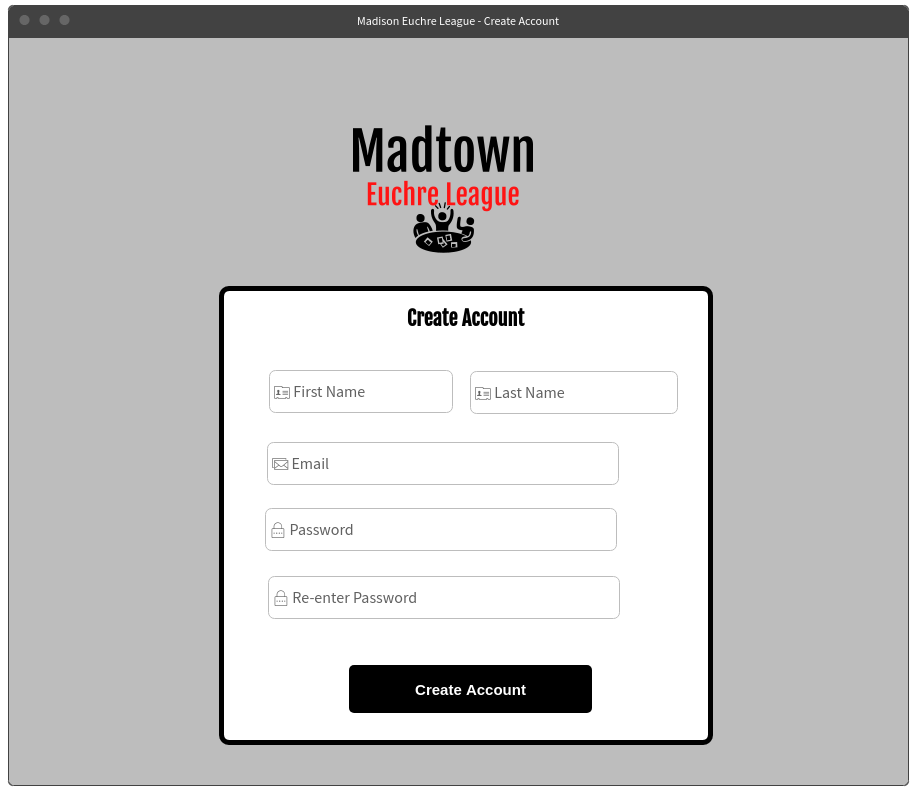 Madison Euchre League - Create Account
Madtown
Euchre League
Create Account
First Name
Last Name
Email
Password
Re-enter Password
Create Account